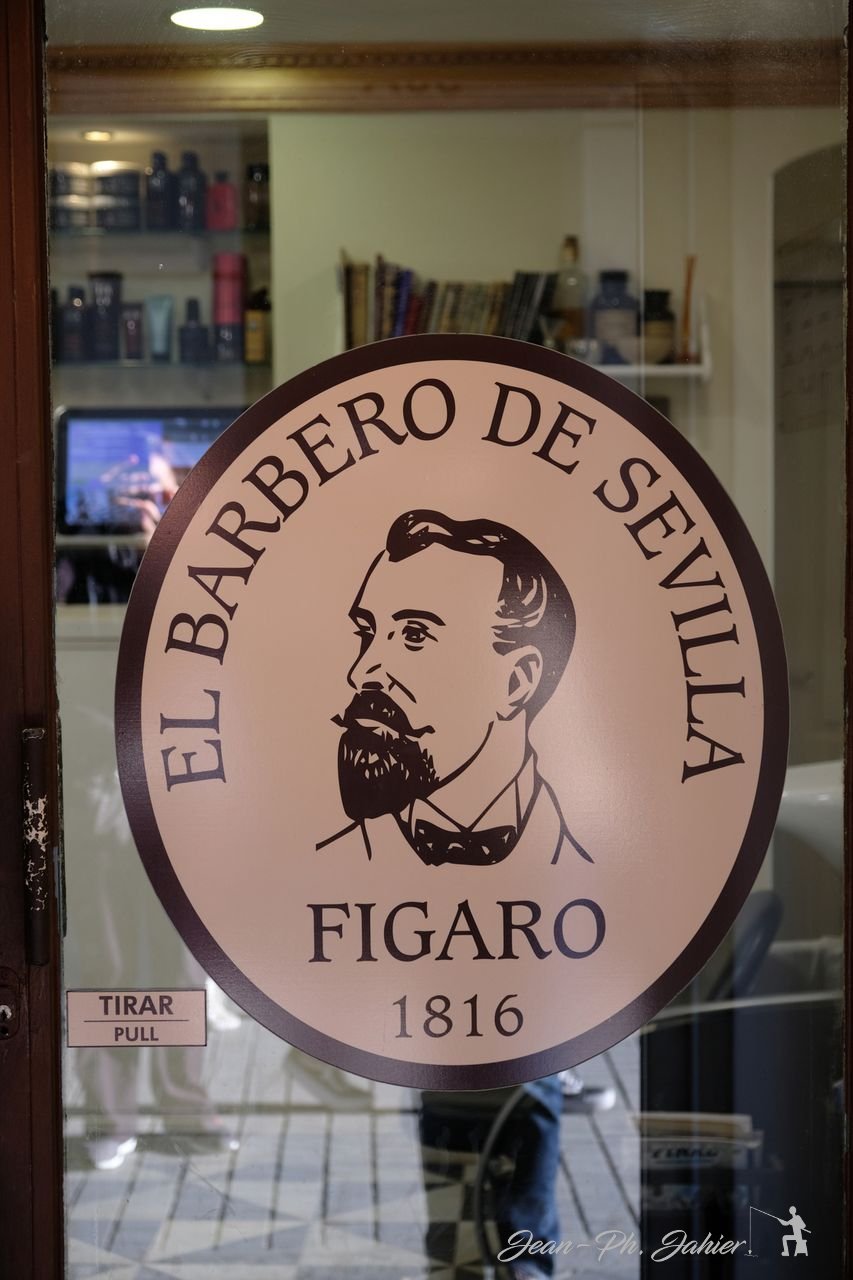 EL BARBERO DE SEVILLA
FIGARO
1816
TIRAR
PULL
Jean-Ph. Jahier